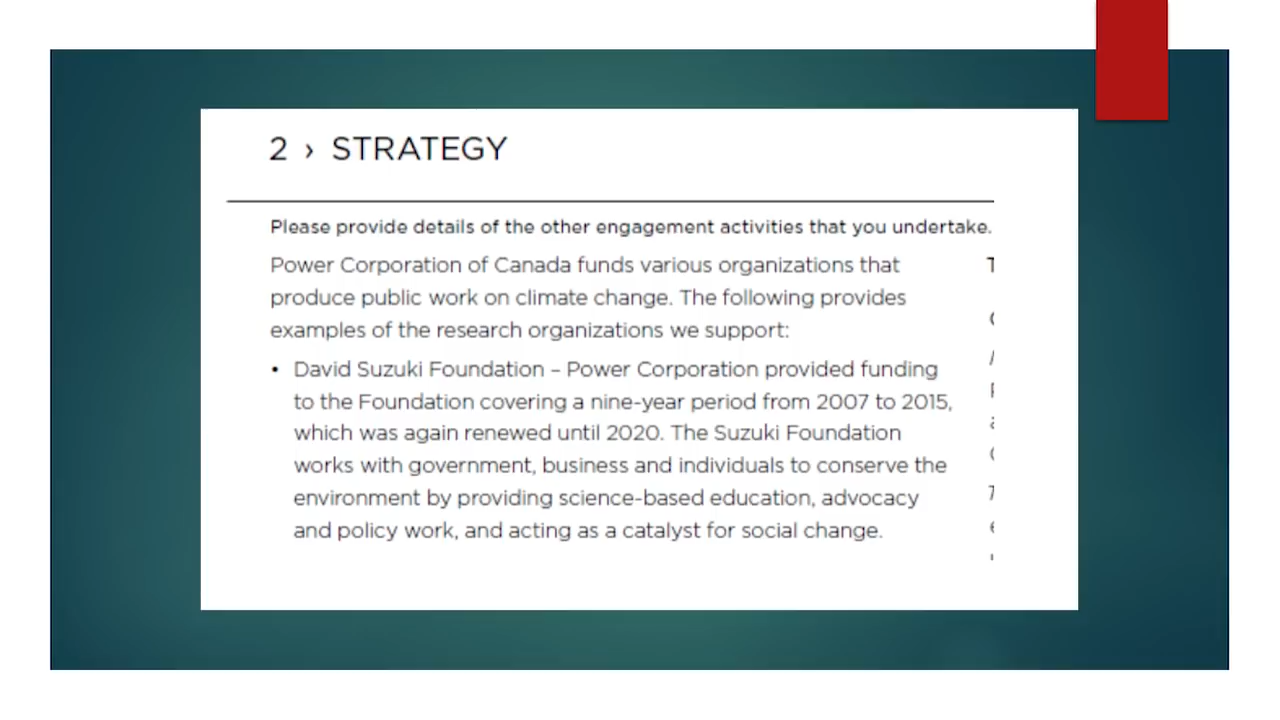 2 › STRATEGY
Please provide details of the other engagement activities that you undertake.
Power Corporation of Canada funds various organizations that
produce public work on climate change. The following provides
examples of the research organizations we support:
• David Suzuki Foundation – Power Corporation provided funding
to the Foundation covering a nine-year period from 2007 to 2015,
which was again renewed until 2020. The Suzuki Foundation
works with government, business and individuals to conserve the
environment by providing science-based education, advocacy
and policy work, and acting as a catalyst for social change.